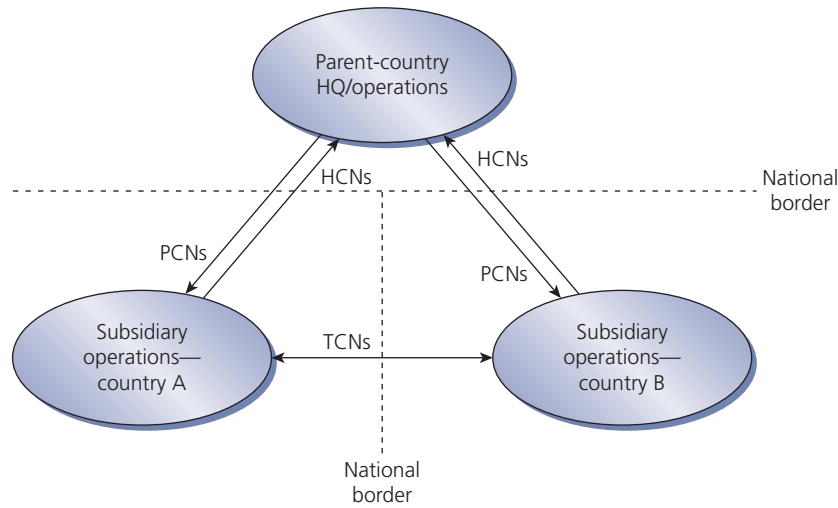 Parent-country
HQ/operations
HCNs
HCNs
National
border
PCNs
PCNs
Subsidiary
operations—
country A
TCNs
Subsidiary
operations—
country B
National
border